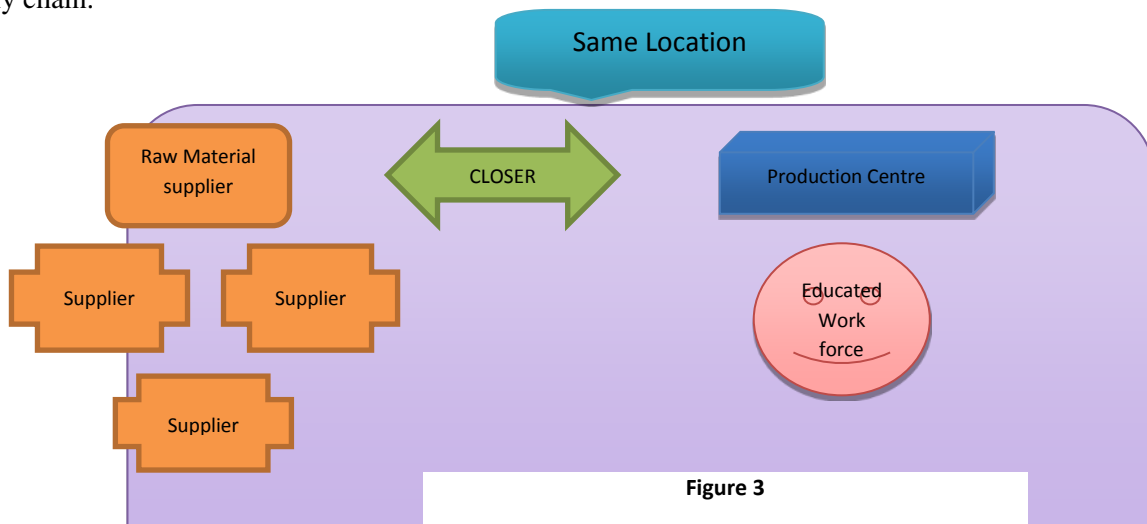 y chain.
Same Location
Raw Material
supplier
CLOSER
Production Centre
Supplier
Supplier
Educated
Work
force
Supplier
Figure 3